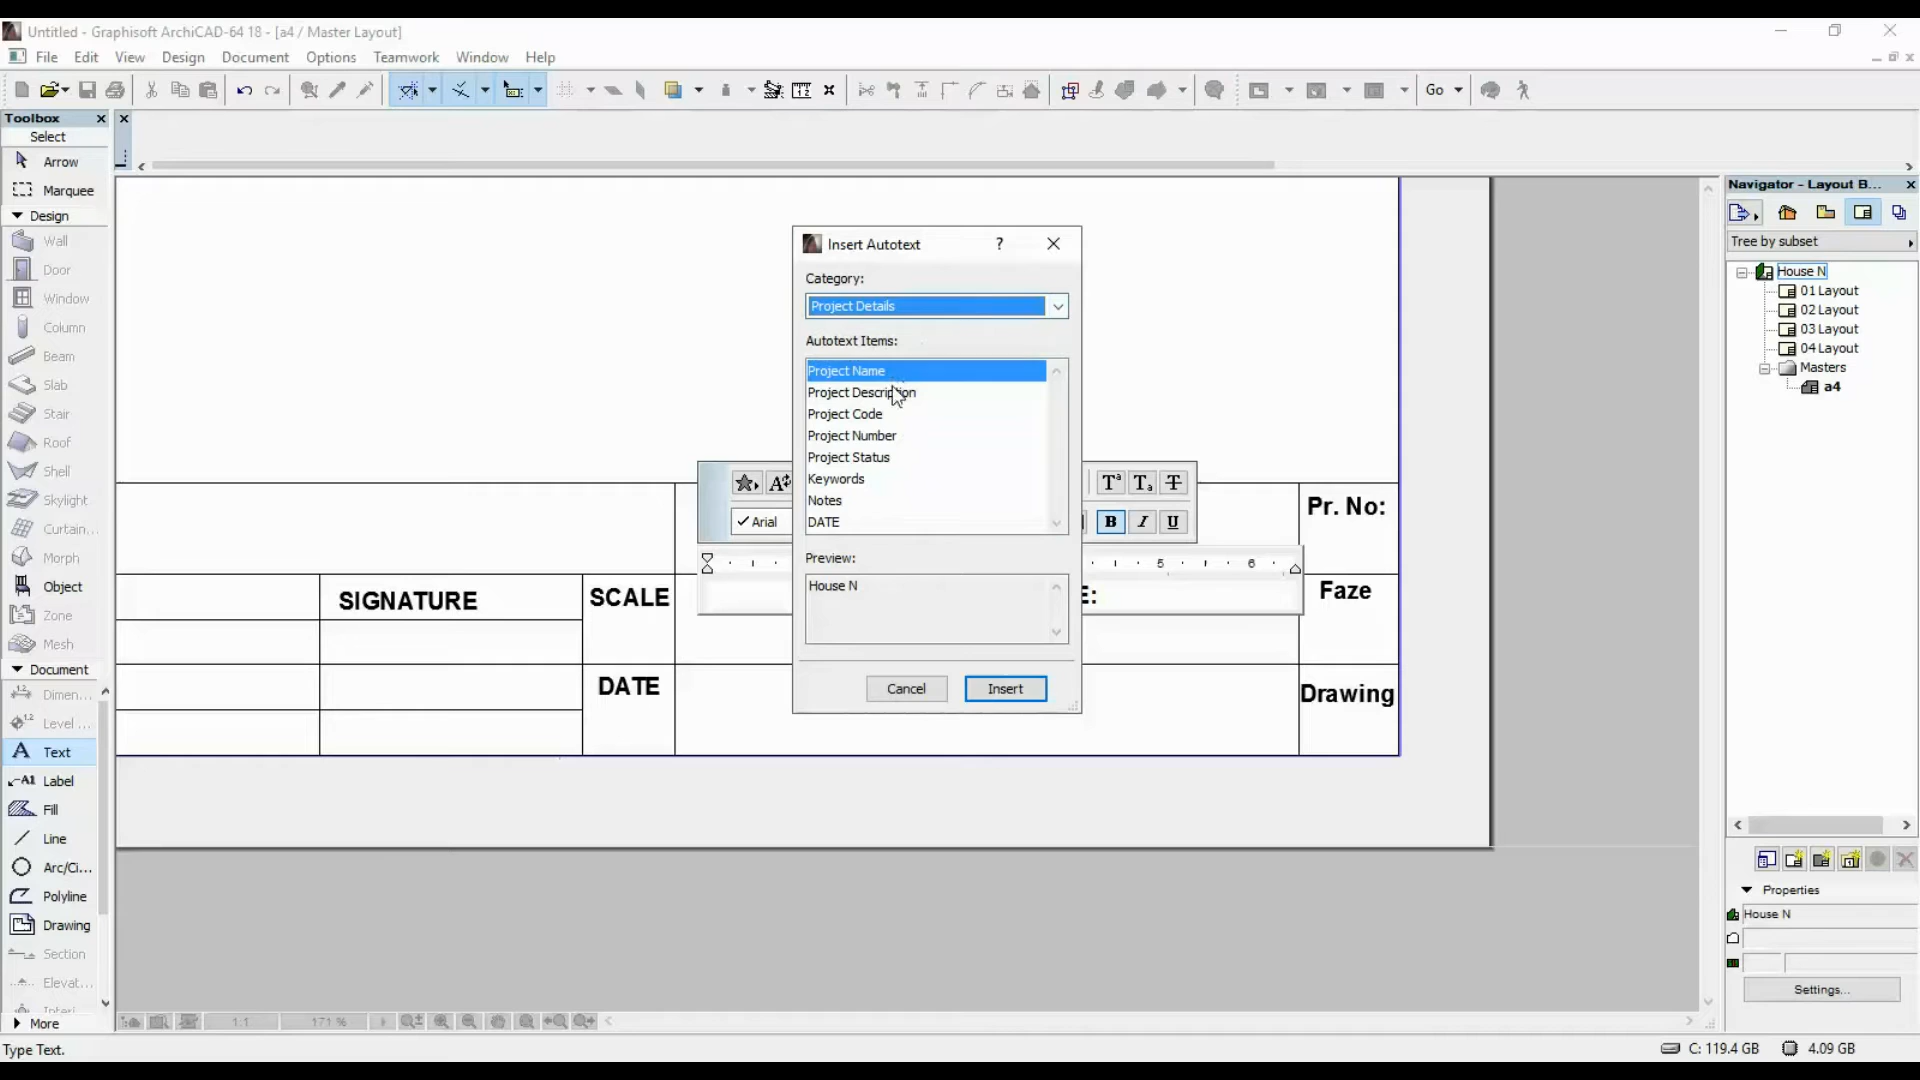 Untitled - Graphisoft ArchiCAD-64 18 - [a4 / Master Layout]
File Edit View Design Document Options Teamwork Window Help
Go
Toolbox
Select
Arrow
Marquee
Design
Wall
Door
Window
Column
Beam
Slab
Stair
Roof
Shell
Skylight
Curtain...
Morph
Object
Zone
Mesh
Document
Dimen...
Level ...
Text
Label
Fill
Line
Arc/Ci...
Polyline
Drawing
Section
Elevat...
More
Insert Autotext
Category:
Project Details
Autotext Items:
Project Name
Project Description
Project Code
Project Number
Project Status
Keywords
Notes
DATE
Preview:
House N
Cancel Insert
Arial
B I U
5 6
E:
SIGNATURE
SCALE
DATE
Pr. No:
Faze
Drawing
Navigator - Layout B...
Tree by subset
House N
01 Layout
02 Layout
03 Layout
04 Layout
Masters
a4
Properties
House N
Settings...
1:1 171 %
Type Text.
C: 119.4 GB 4.09 GB